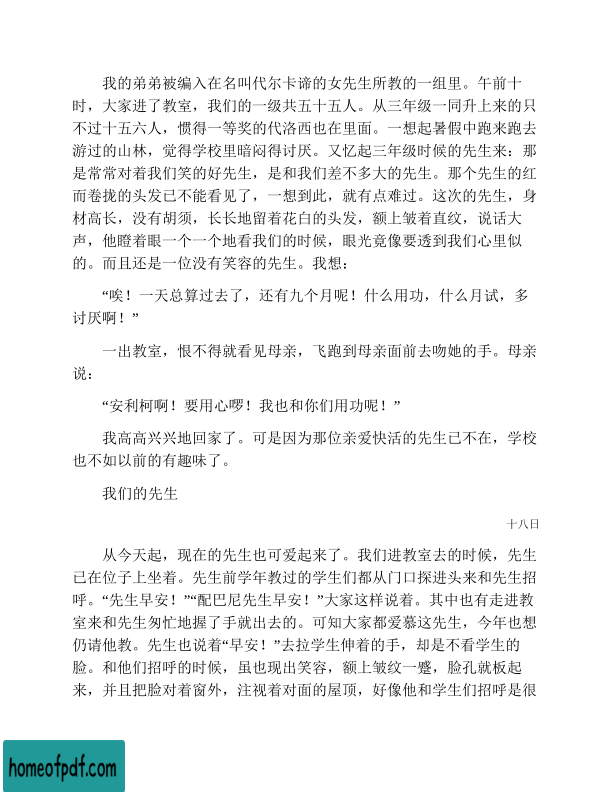 我的弟弟被编入在名叫代尔卡谛的女先生所教的一组里。午前十
时，大家进了教室，我们的一级共五十五人。从三年级一同升上来的只
不过十五六人，惯得一等奖的代洛西也在里面。一想起暑假中跑来跑去
游过的山林，觉得学校里暗闷得讨厌。又忆起三年级时候的先生来：那
是常常对着我们笑的好先生，是和我们差不多大的先生。那个先生的红
而卷拢的头发已不能看见了，一想到此，就有点难过。这次的先生，身
材高长，没有胡须，长长地留着花白的头发，额上皱着直纹，说话大
声，他瞪着眼一个一个地看我们的时候，眼光竟像要透到我们心里似
的。而且还是一位没有笑容的先生。我想：
“唉！一天总算过去了，还有九个月呢！什么用功，什么月试，多
讨厌啊！”
一出教室，恨不得就看见母亲，飞跑到母亲面前去吻她的手。母亲
说：
“安利柯啊！要用心啰！我也和你们用功呢！”
我高高兴兴地回家了。可是因为那位亲爱快活的先生已不在，学校
也不如以前的有趣味了。
我们的先生
十八日
从今天起，现在的先生也可爱起来了。我们进教室去的时候，先生
已在位子上坐着。先生前学年教过的学生们都从门口探进头来和先生招
呼。“先生早安！”“配巴尼先生早安！”大家这样说着。其中也有走进教
室来和先生匆忙地握了手就出去的。可知大家都爱慕这先生，今年也想
仍请他教。先生也说着“早安！”去拉学生伸着的手，却是不看学生的
脸。和他们招呼的时候，虽也现出笑容，额上皱纹一蹙，脸孔就板起
来，并且把脸对着窗外，注视着对面的屋顶，好像他和学生们招呼是很
homeofpdf.com